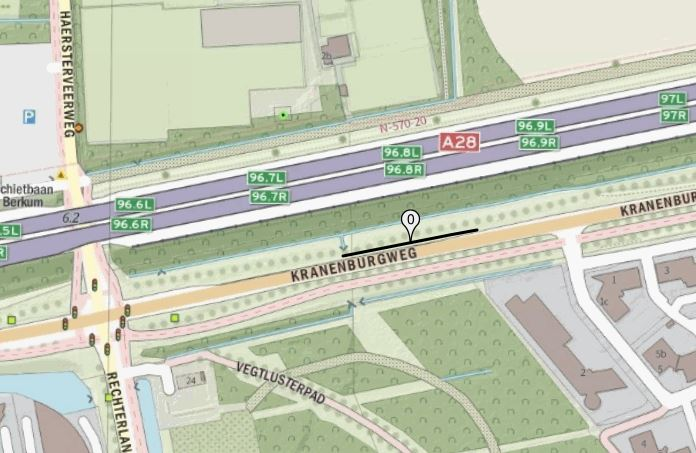 HAERSTERVEERWEG
2b
P
N-570-20
A28
97L
97R
96.9L
96.9R
96.8L
96.8R
96.7L
96.7R
96.6L
96.6R
.5L
R
chietbaan
Berkum
6.2
0
KRANENBUR
KRANENBURGWEG
1
1c
3
5b
5
2
4
24
VEGTLUSTERPAD
RECHTERLAN